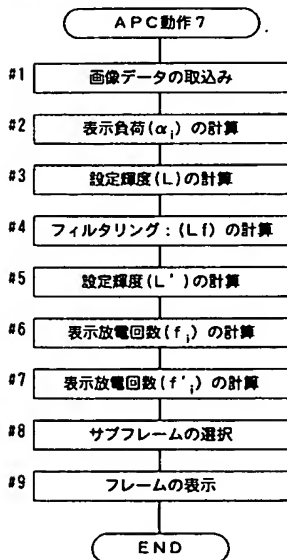 APC動作7
#1 画像データの取込み
#2 表示負荷(αi)の計算
#3 設定輝度(L)の計算
#4 フィルタリング:(Lf)の計算
#5 設定輝度(L')の計算
#6 表示放電回数(fi)の計算
#7 表示放電回数(f'i)の計算
#8 サブフレームの選択
#9 フレームの表示
END